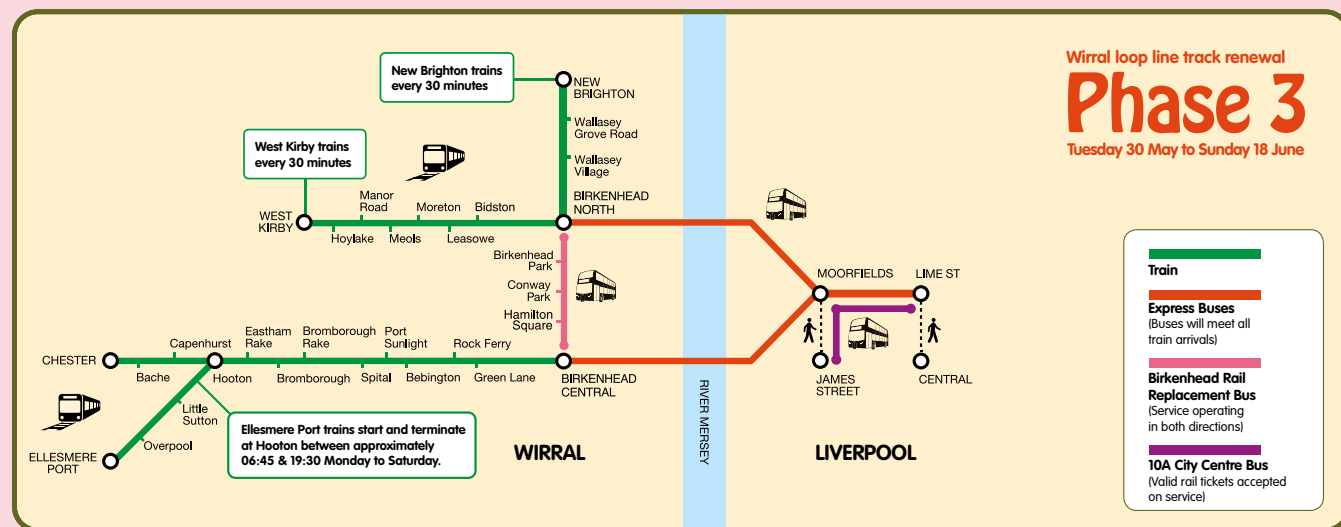 Wirral loop line track renewal
Phase 3
Tuesday 30 May to Sunday 18 June
New Brighton trains
every 30 minutes
NEW
BRIGHTON
Wallasey
Grove Road
Wallasey
Village
West Kirby trains
every 30 minutes
BIRKENHEAD
NORTH
WEST
KIRBY
Manor
Road
Moreton
Bidston
Hoylake
Meols
Leasowe
Birkenhead
Park
Conway
Park
Hamilton
Square
MOORFIELDS
LIME ST
JAMES
STREET
CENTRAL
CHESTER
Capenhurst
Eastham
Rake
Bromborough
Rake
Port
Sunlight
Rock Ferry
Bache
Hooton
Bromborough
Spital
Bebington
Green Lane
BIRKENHEAD
CENTRAL
Little
Sutton
Overpool
ELLESMERE
PORT
Ellesmere Port trains start and terminate
at Hooton between approximately
06:45 & 19:30 Monday to Saturday.
WIRRAL
RIVER MERSEY
LIVERPOOL
Train
Express Buses
(Buses will meet all
train arrivals)
Birkenhead Rail
Replacement Bus
(Service operating
in both directions)
10A City Centre Bus
(Valid rail tickets accepted
on service)